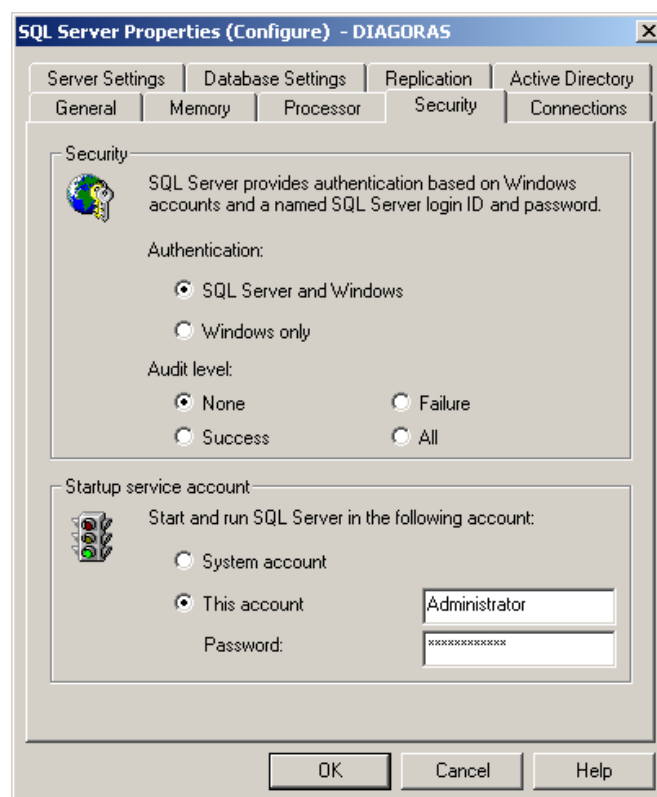 SQL Server Properties (Configure) - DIAGORAS
Server Settings Database Settings Replication Active Directory
General Memory Processor Security Connections
Security
SQL Server provides authentication based on Windows
accounts and a named SQL Server login ID and password.
Authentication:
SQL Server and Windows
Windows only
Audit level:
None Failure
Success All
Startup service account
Start and run SQL Server in the following account:
System account
This account Administrator
Password: ************
OK Cancel Help